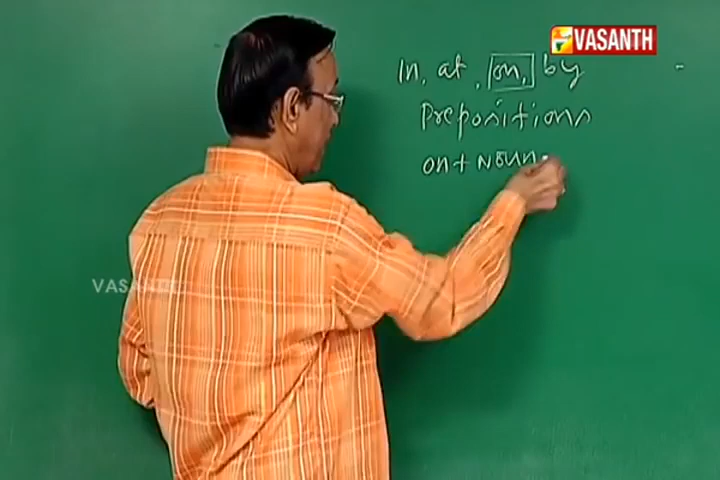 VASANTH
In, at, on, by
Prepositions
on + Noun
VASANTH